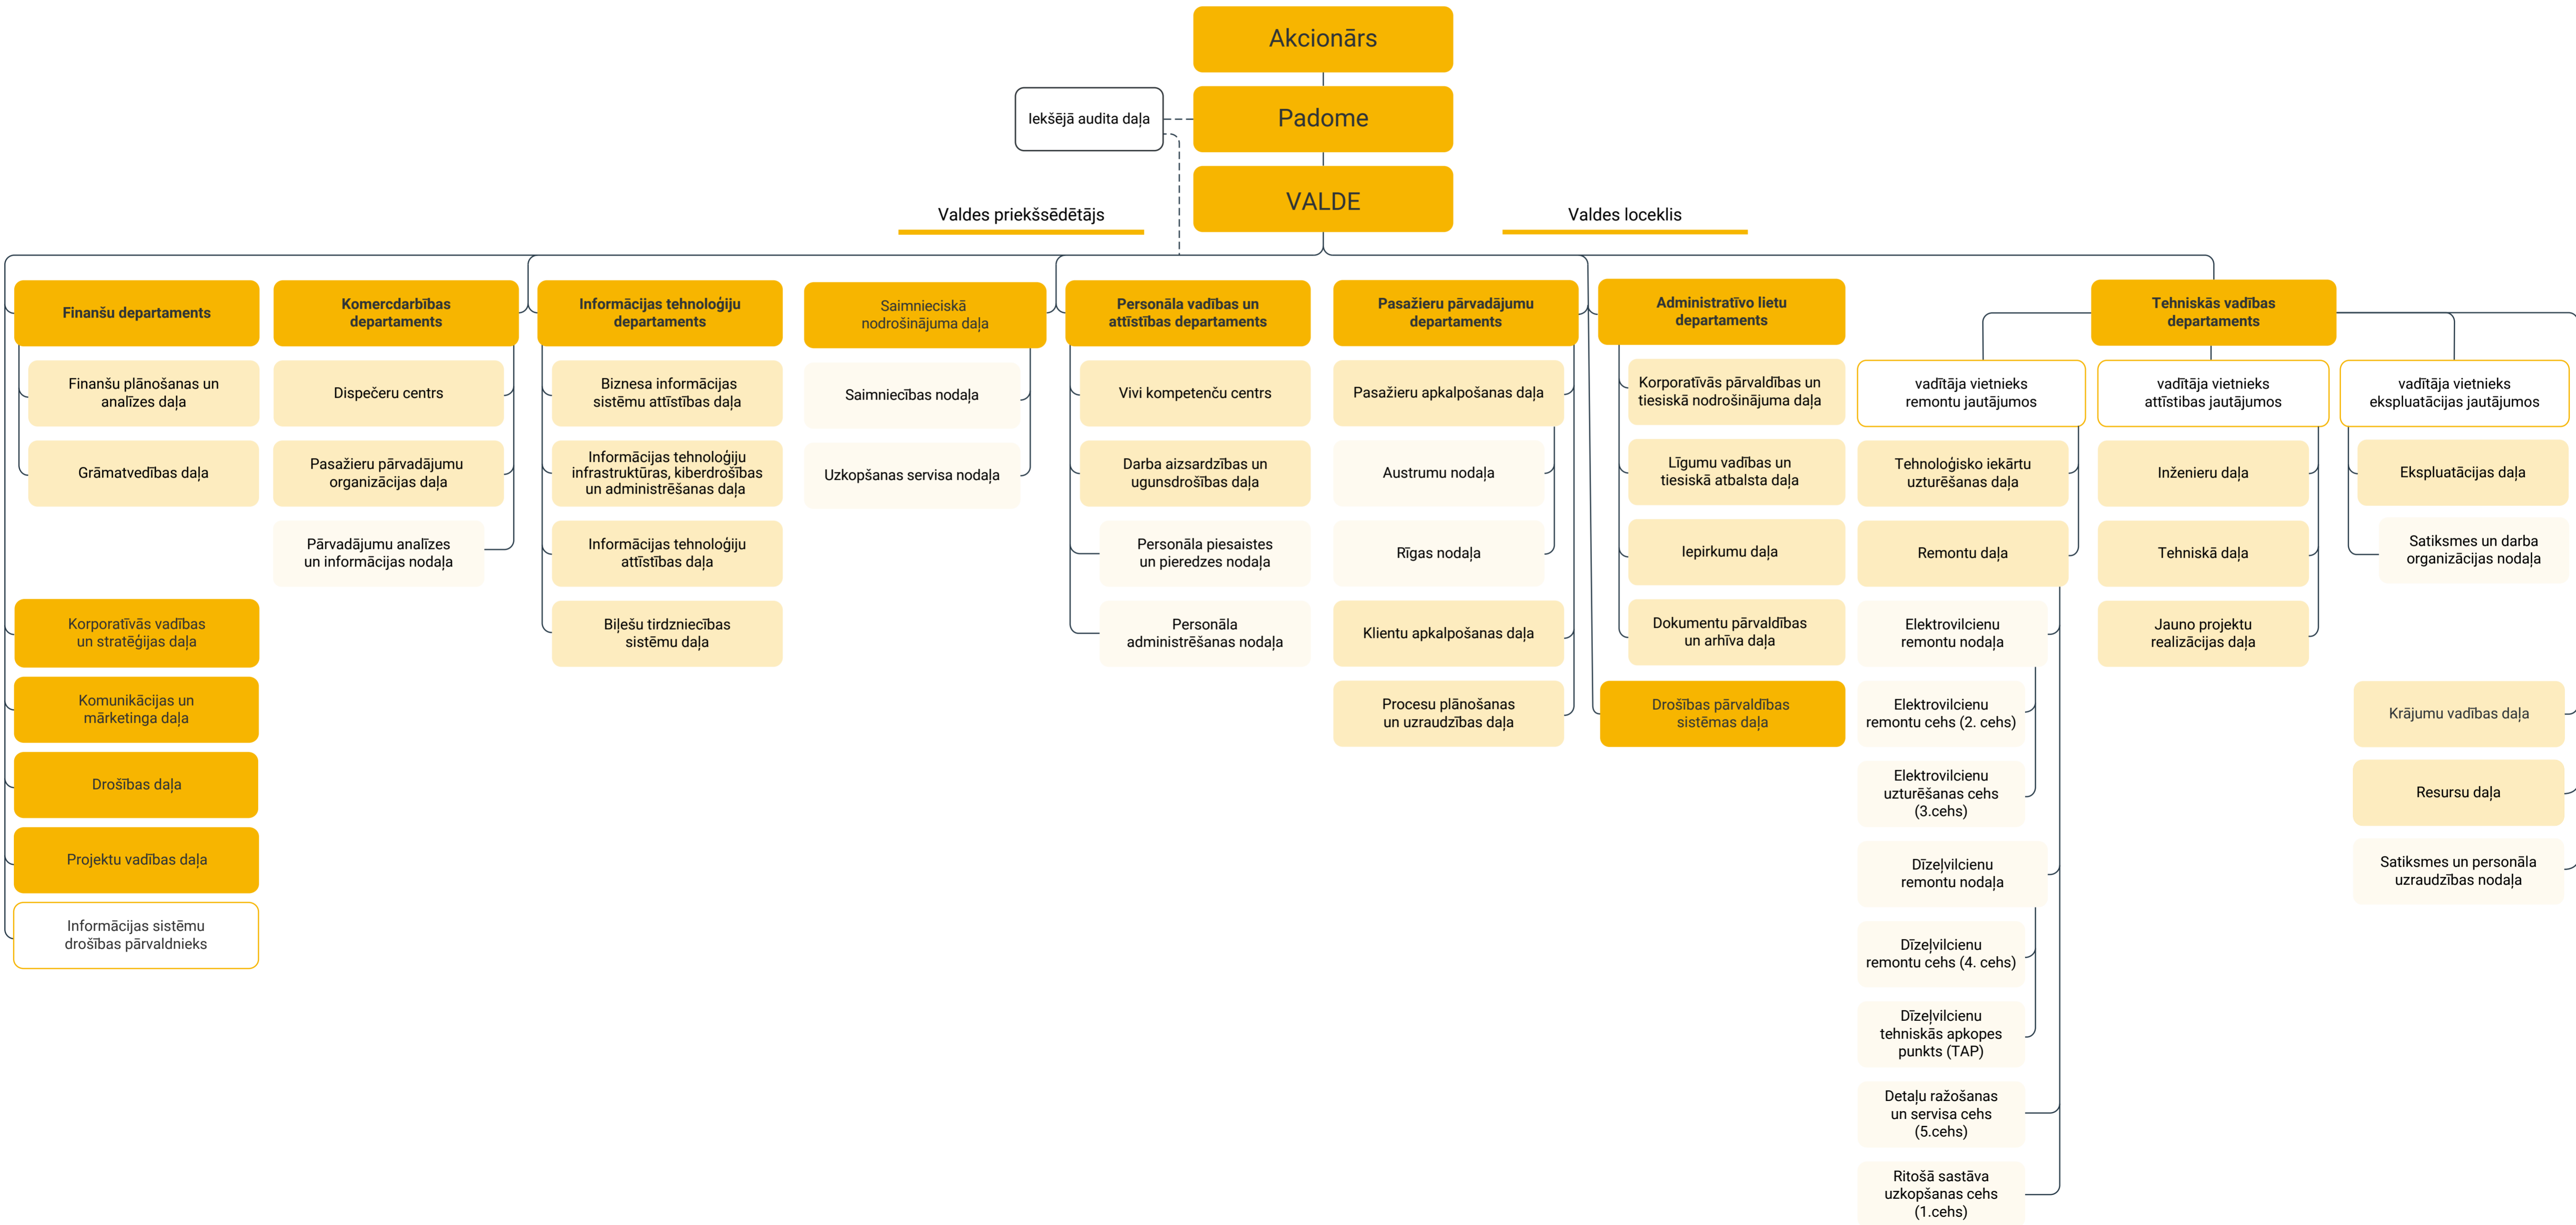 Akcionārs
Iekšējā audita daļa
Padome
VALDE
Valdes priekšsēdētājs
Valdes loceklis
Finanšu departaments
Finanšu plānošanas un
analīzes daļa
Grāmatvedības daļa
Korporatīvās vadības
un stratēģijas daļa
Komunikācijas un
mārketinga daļa
Drošības daļa
Projektu vadības daļa
Informācijas sistēmu
drošības pārvaldnieks
Komercdarbības
departaments
Dispečeru centrs
Pasažieru pārvadājumu
organizācijas daļa
Pārvadājumu analīzes
un informācijas nodaļa
Informācijas tehnoloģiju
departaments
Biznesa informācijas
sistēmu attīstības daļa
Informācijas tehnoloģiju
infrastruktūras, kiberdrošības
un administrēšanas daļa
Informācijas tehnoloģiju
attīstības daļa
Biļešu tirdzniecības
sistēmu daļa
Saimnieciskā
nodrošinājuma daļa
Saimniecības nodaļa
Uzkopšanas servisa nodaļa
Personāla vadības un
attīstības departaments
Vivi kompetenču centrs
Darba aizsardzības un
ugunsdrošības daļa
Personāla piesaistes
un pieredzes nodaļa
Personāla
administrēšanas nodaļa
Pasažieru pārvadājumu
departaments
Pasažieru apkalpošanas daļa
Austrumu nodaļa
Rīgas nodaļa
Klientu apkalpošanas daļa
Procesu plānošanas
un uzraudzības daļa
Administratīvo lietu
departaments
Korporatīvās pārvaldības un
tiesiskā nodrošinājuma daļa
Līgumu vadības un
tiesiskā atbalsta daļa
Iepirkumu daļa
Dokumentu pārvaldības
un arhīva daļa
Drošības pārvaldības
sistēmas daļa
Tehniskās vadības
departaments
vadītāja vietnieks
remontu jautājumos
Tehnoloģisko iekārtu
uzturēšanas daļa
Remontu daļa
Elektrovilcienu
remontu nodaļa
Elektrovilcienu
remontu cehs (2. cehs)
Elektrovilcienu
uzturēšanas cehs
(3.cehs)
Dīzeļvilcienu
remontu nodaļa
Dīzeļvilcienu
remontu cehs (4. cehs)
Dīzeļvilcienu
tehniskās apkopes
punkts (TAP)
Detaļu ražošanas
un servisa cehs
(5.cehs)
Ritošā sastāva
uzkopšanas cehs
(1.cehs)
vadītāja vietnieks
attīstibas jautājumos
Inženieru daļa
Tehniskā daļa
Jauno projektu
realizācijas daļa
vadītāja vietnieks
ekspluatācijas jautājumos
Ekspluatācijas daļa
Satiksmes un darba
organizācijas nodaļa
Krājumu vadības daļa
Resursu daļa
Satiksmes un personāla
uzraudzības nodaļa